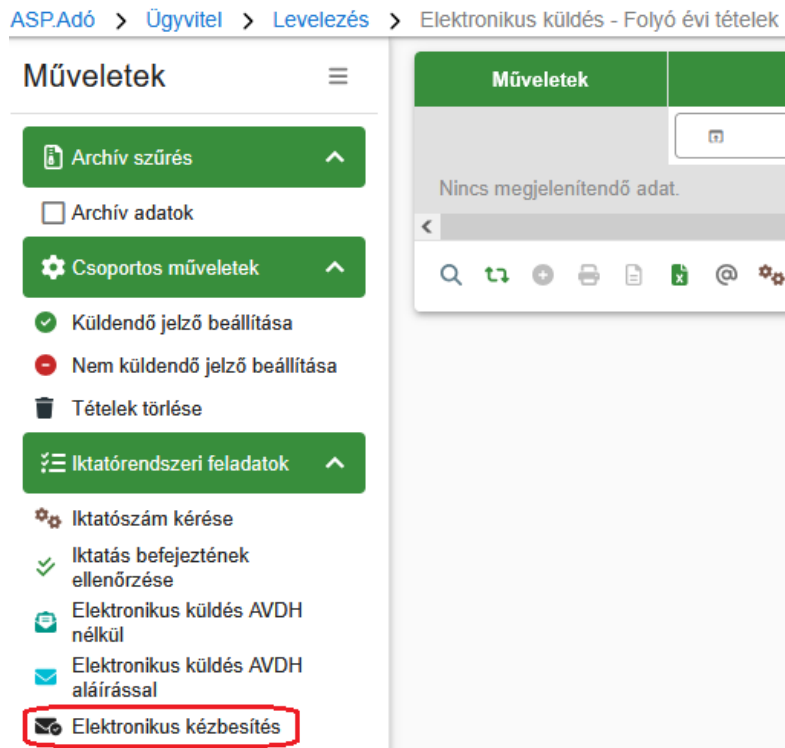 ASP.Adó > Ügyvitel > Levelezés > Elektronikus küldés - Folyó évi tételek
Műveletek
Archív szűrés
Archív adatok
Csoportos műveletek
Küldendő jelző beállítása
Nem küldendő jelző beállítása
Tételek törlése
Iktatórendszeri feladatok
Iktatószám kérése
Iktatás befejeztének
ellenőrzése
Elektronikus küldés AVDH
nélkül
Elektronikus küldés AVDH
aláírással
Elektronikus kézbesítés
Műveletek
Nincs megjelenítendő adat.